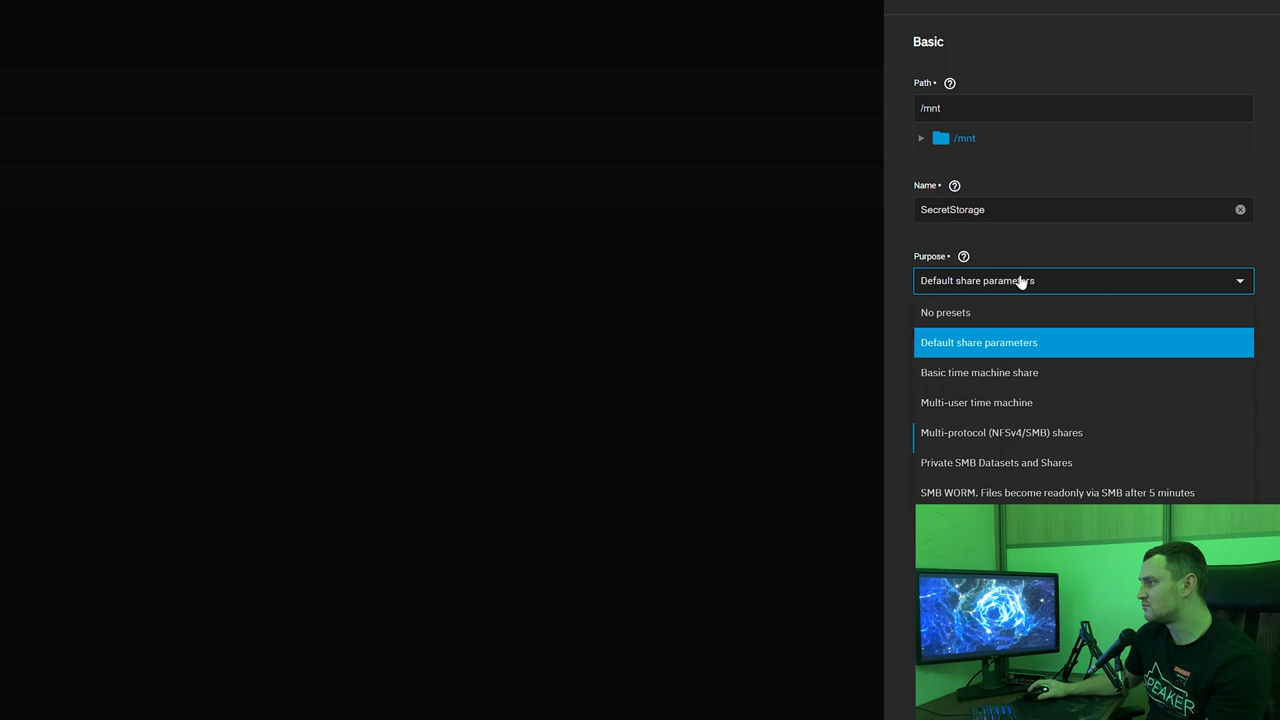 Basic
Path*
/mnt
/mnt
Name*
SecretStorage
Purpose*
Default share parameters
No presets
Default share parameters
Basic time machine share
Multi-user time machine
Multi-protocol (NFSv4/SMB) shares
Private SMB Datasets and Shares
SMB WORM. Files become readonly via SMB after 5 minutes
SPEAKER